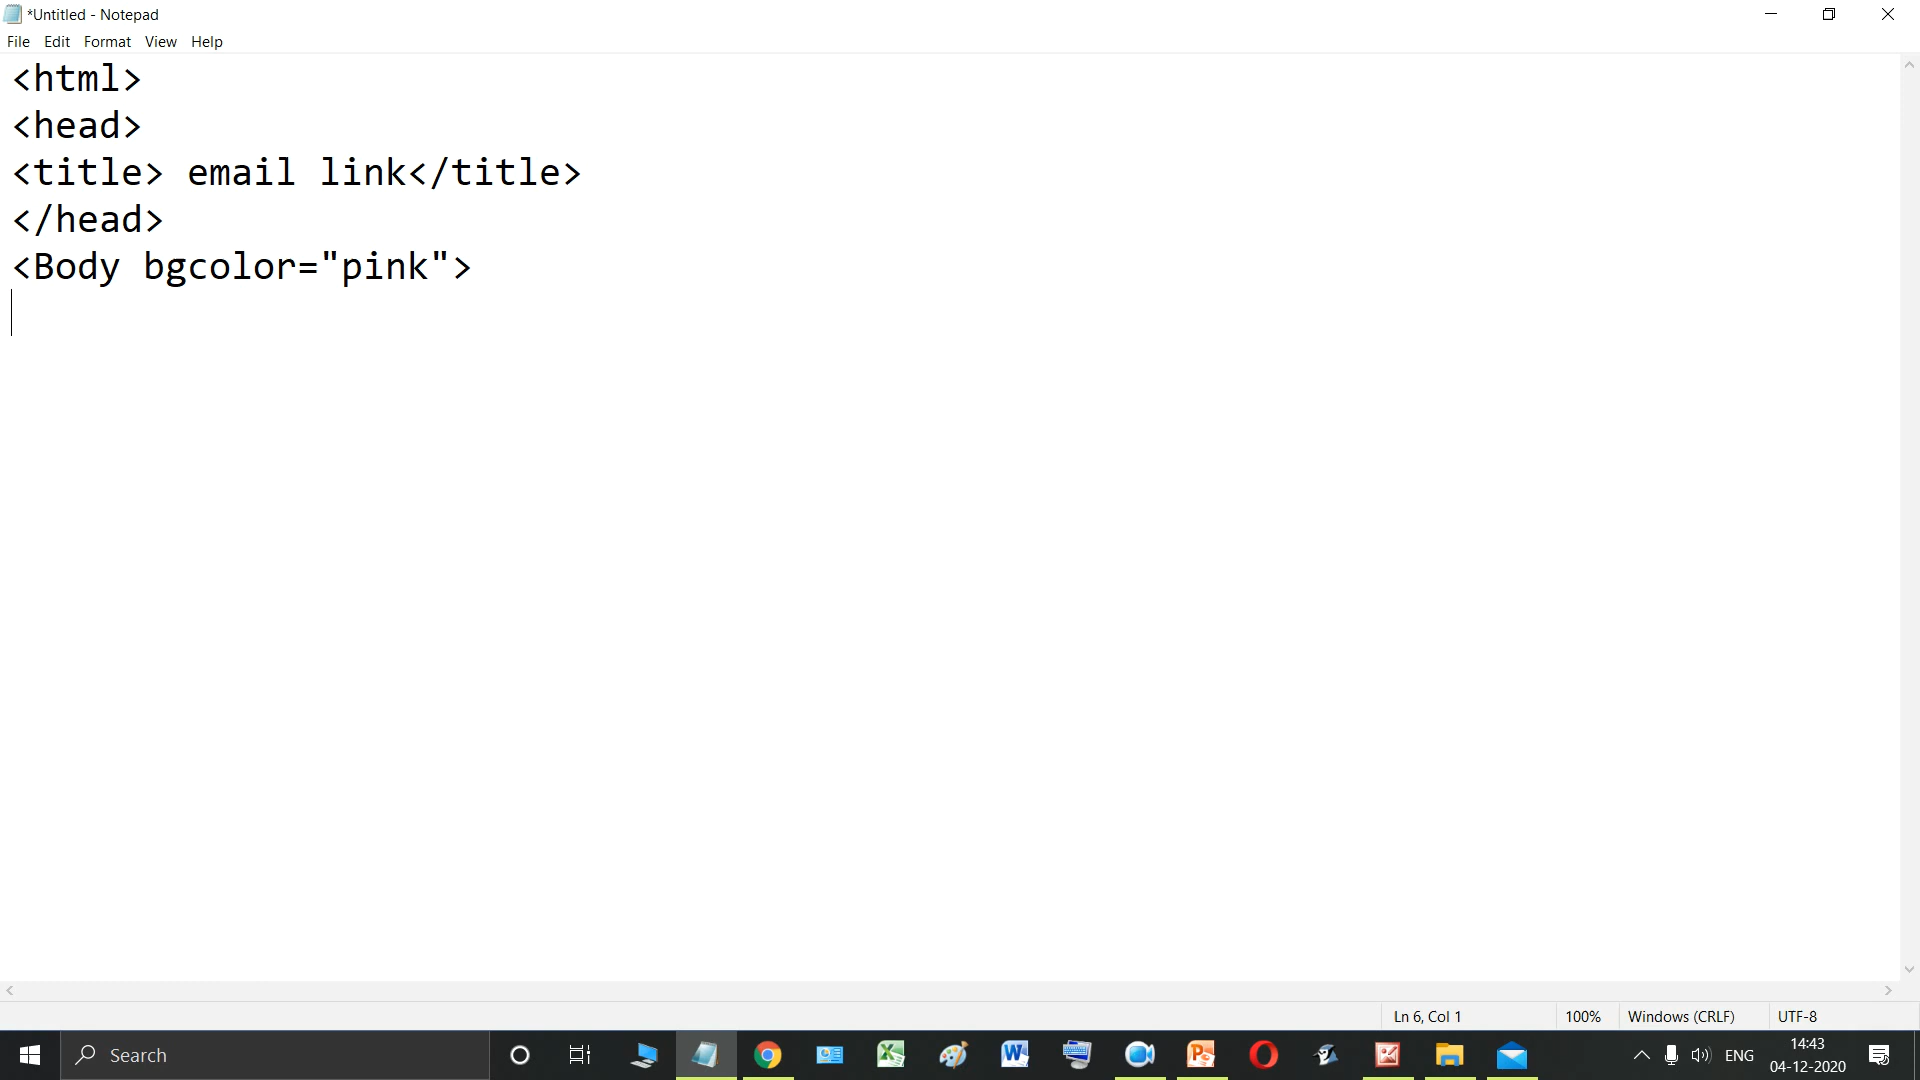 *Untitled - Notepad
File Edit Format View Help
<html>
<head>
<title> email link</title>
</head>
<Body bgcolor="pink">
Ln 6, Col 1 100% Windows (CRLF) UTF-8
Search ENG 14:43
04-12-2020